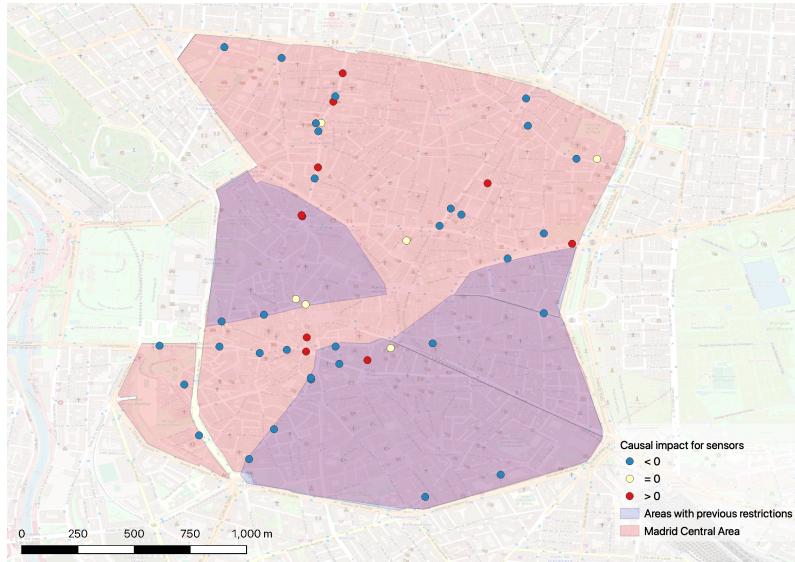 Causal impact for sensors
< 0
= 0
> 0
Areas with previous restrictions
Madrid Central Area
0 250 500 750 1,000 m